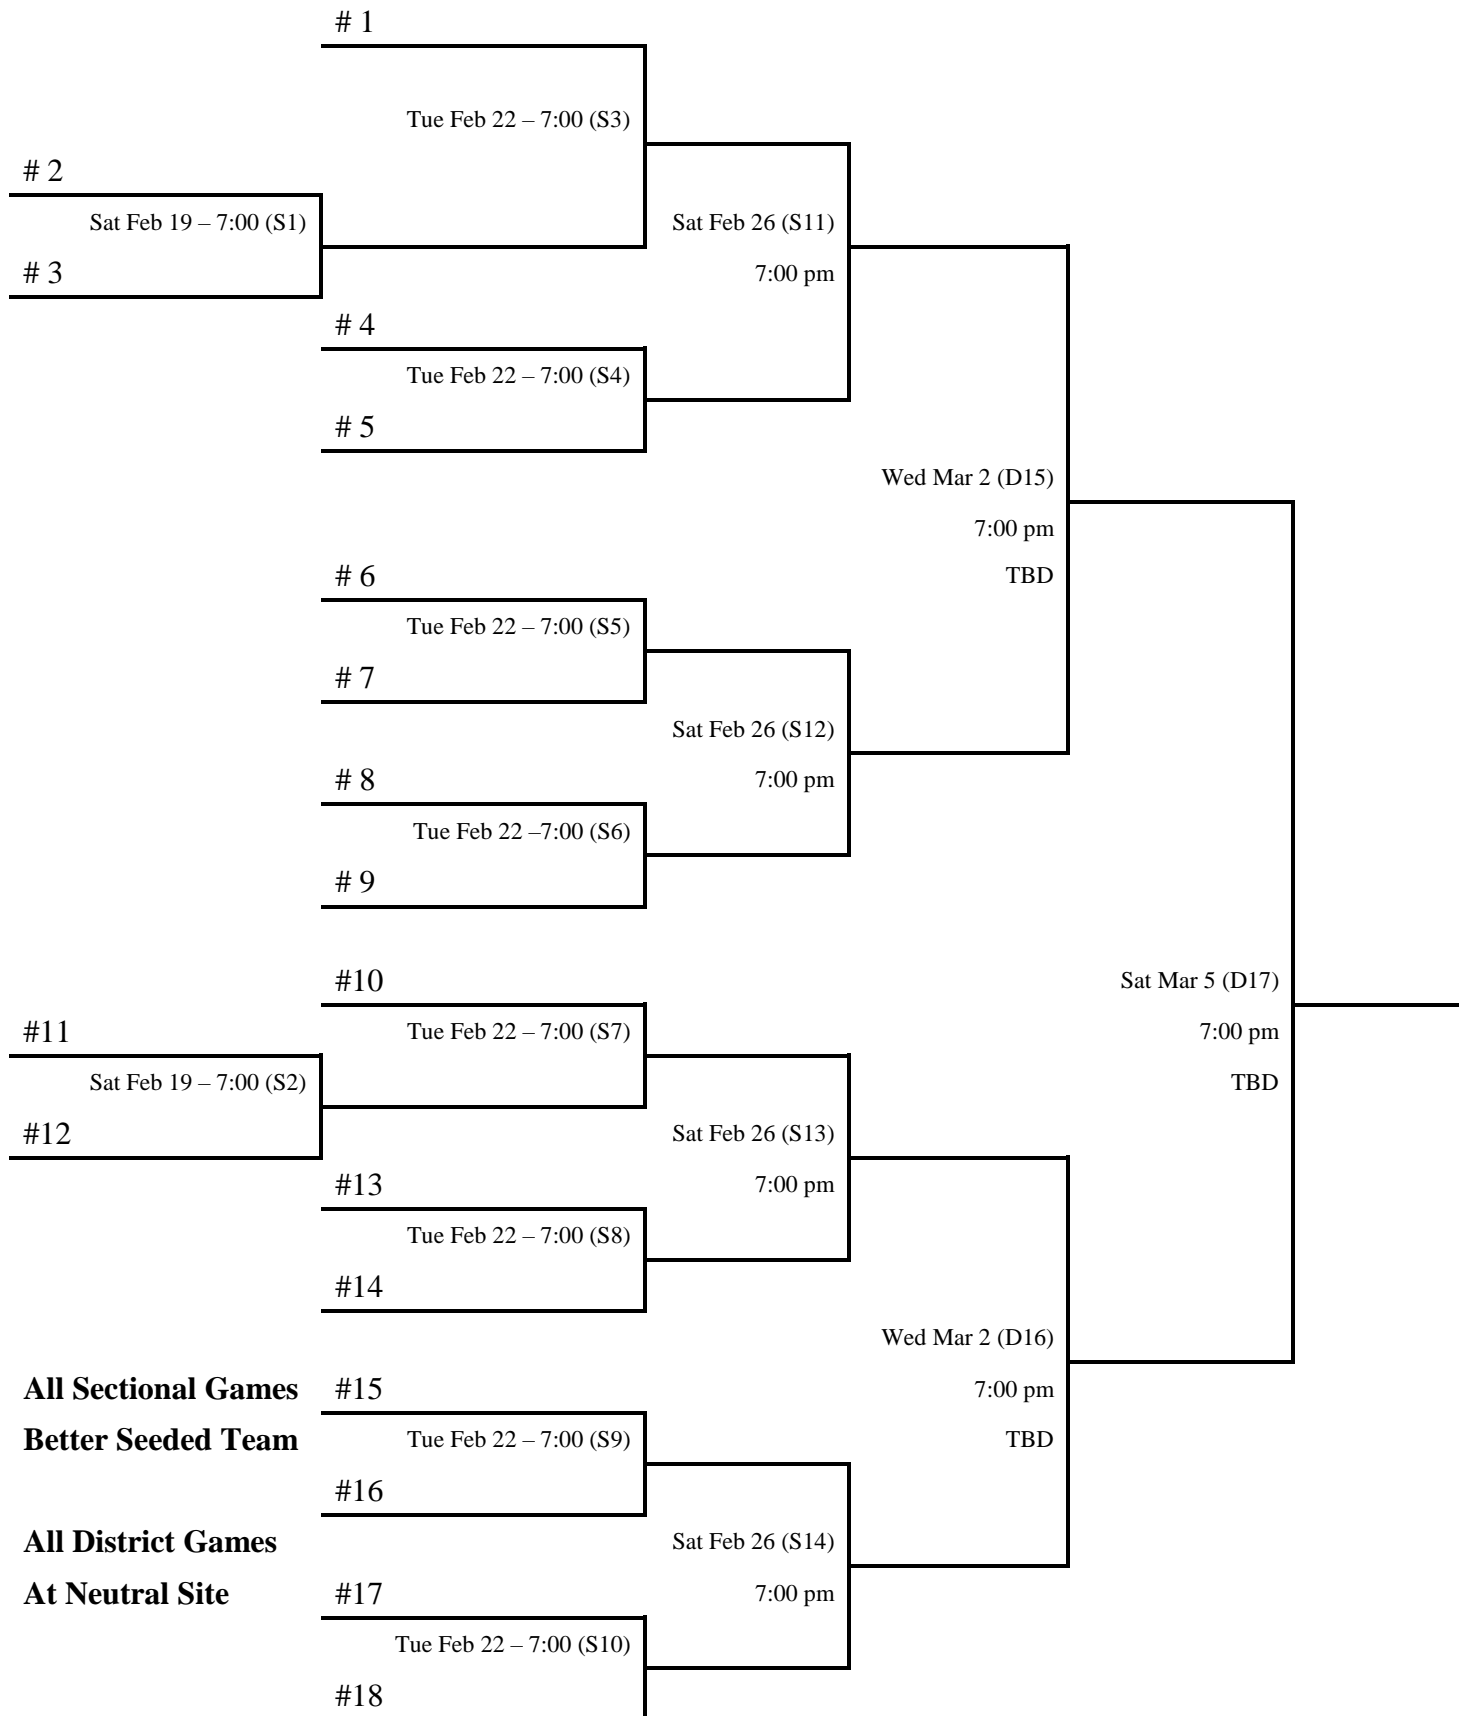 # 1
Tue Feb 22 – 7:00 (S3)
# 2
Sat Feb 19 – 7:00 (S1)
Sat Feb 26 (S11)
# 3
7:00 pm
# 4
Tue Feb 22 – 7:00 (S4)
# 5
Wed Mar 2 (D15)
7:00 pm
# 6
TBD
Tue Feb 22 – 7:00 (S5)
# 7
Sat Feb 26 (S12)
# 8
7:00 pm
Tue Feb 22 –7:00 (S6)
# 9
#10
Sat Mar 5 (D17)
#11
Tue Feb 22 – 7:00 (S7)
7:00 pm
Sat Feb 19 – 7:00 (S2)
TBD
#12
Sat Feb 26 (S13)
#13
7:00 pm
Tue Feb 22 – 7:00 (S8)
#14
Wed Mar 2 (D16)
All Sectional Games
#15
7:00 pm
Better Seeded Team
Tue Feb 22 – 7:00 (S9)
TBD
#16
All District Games
Sat Feb 26 (S14)
At Neutral Site
#17
7:00 pm
Tue Feb 22 – 7:00 (S10)
#18